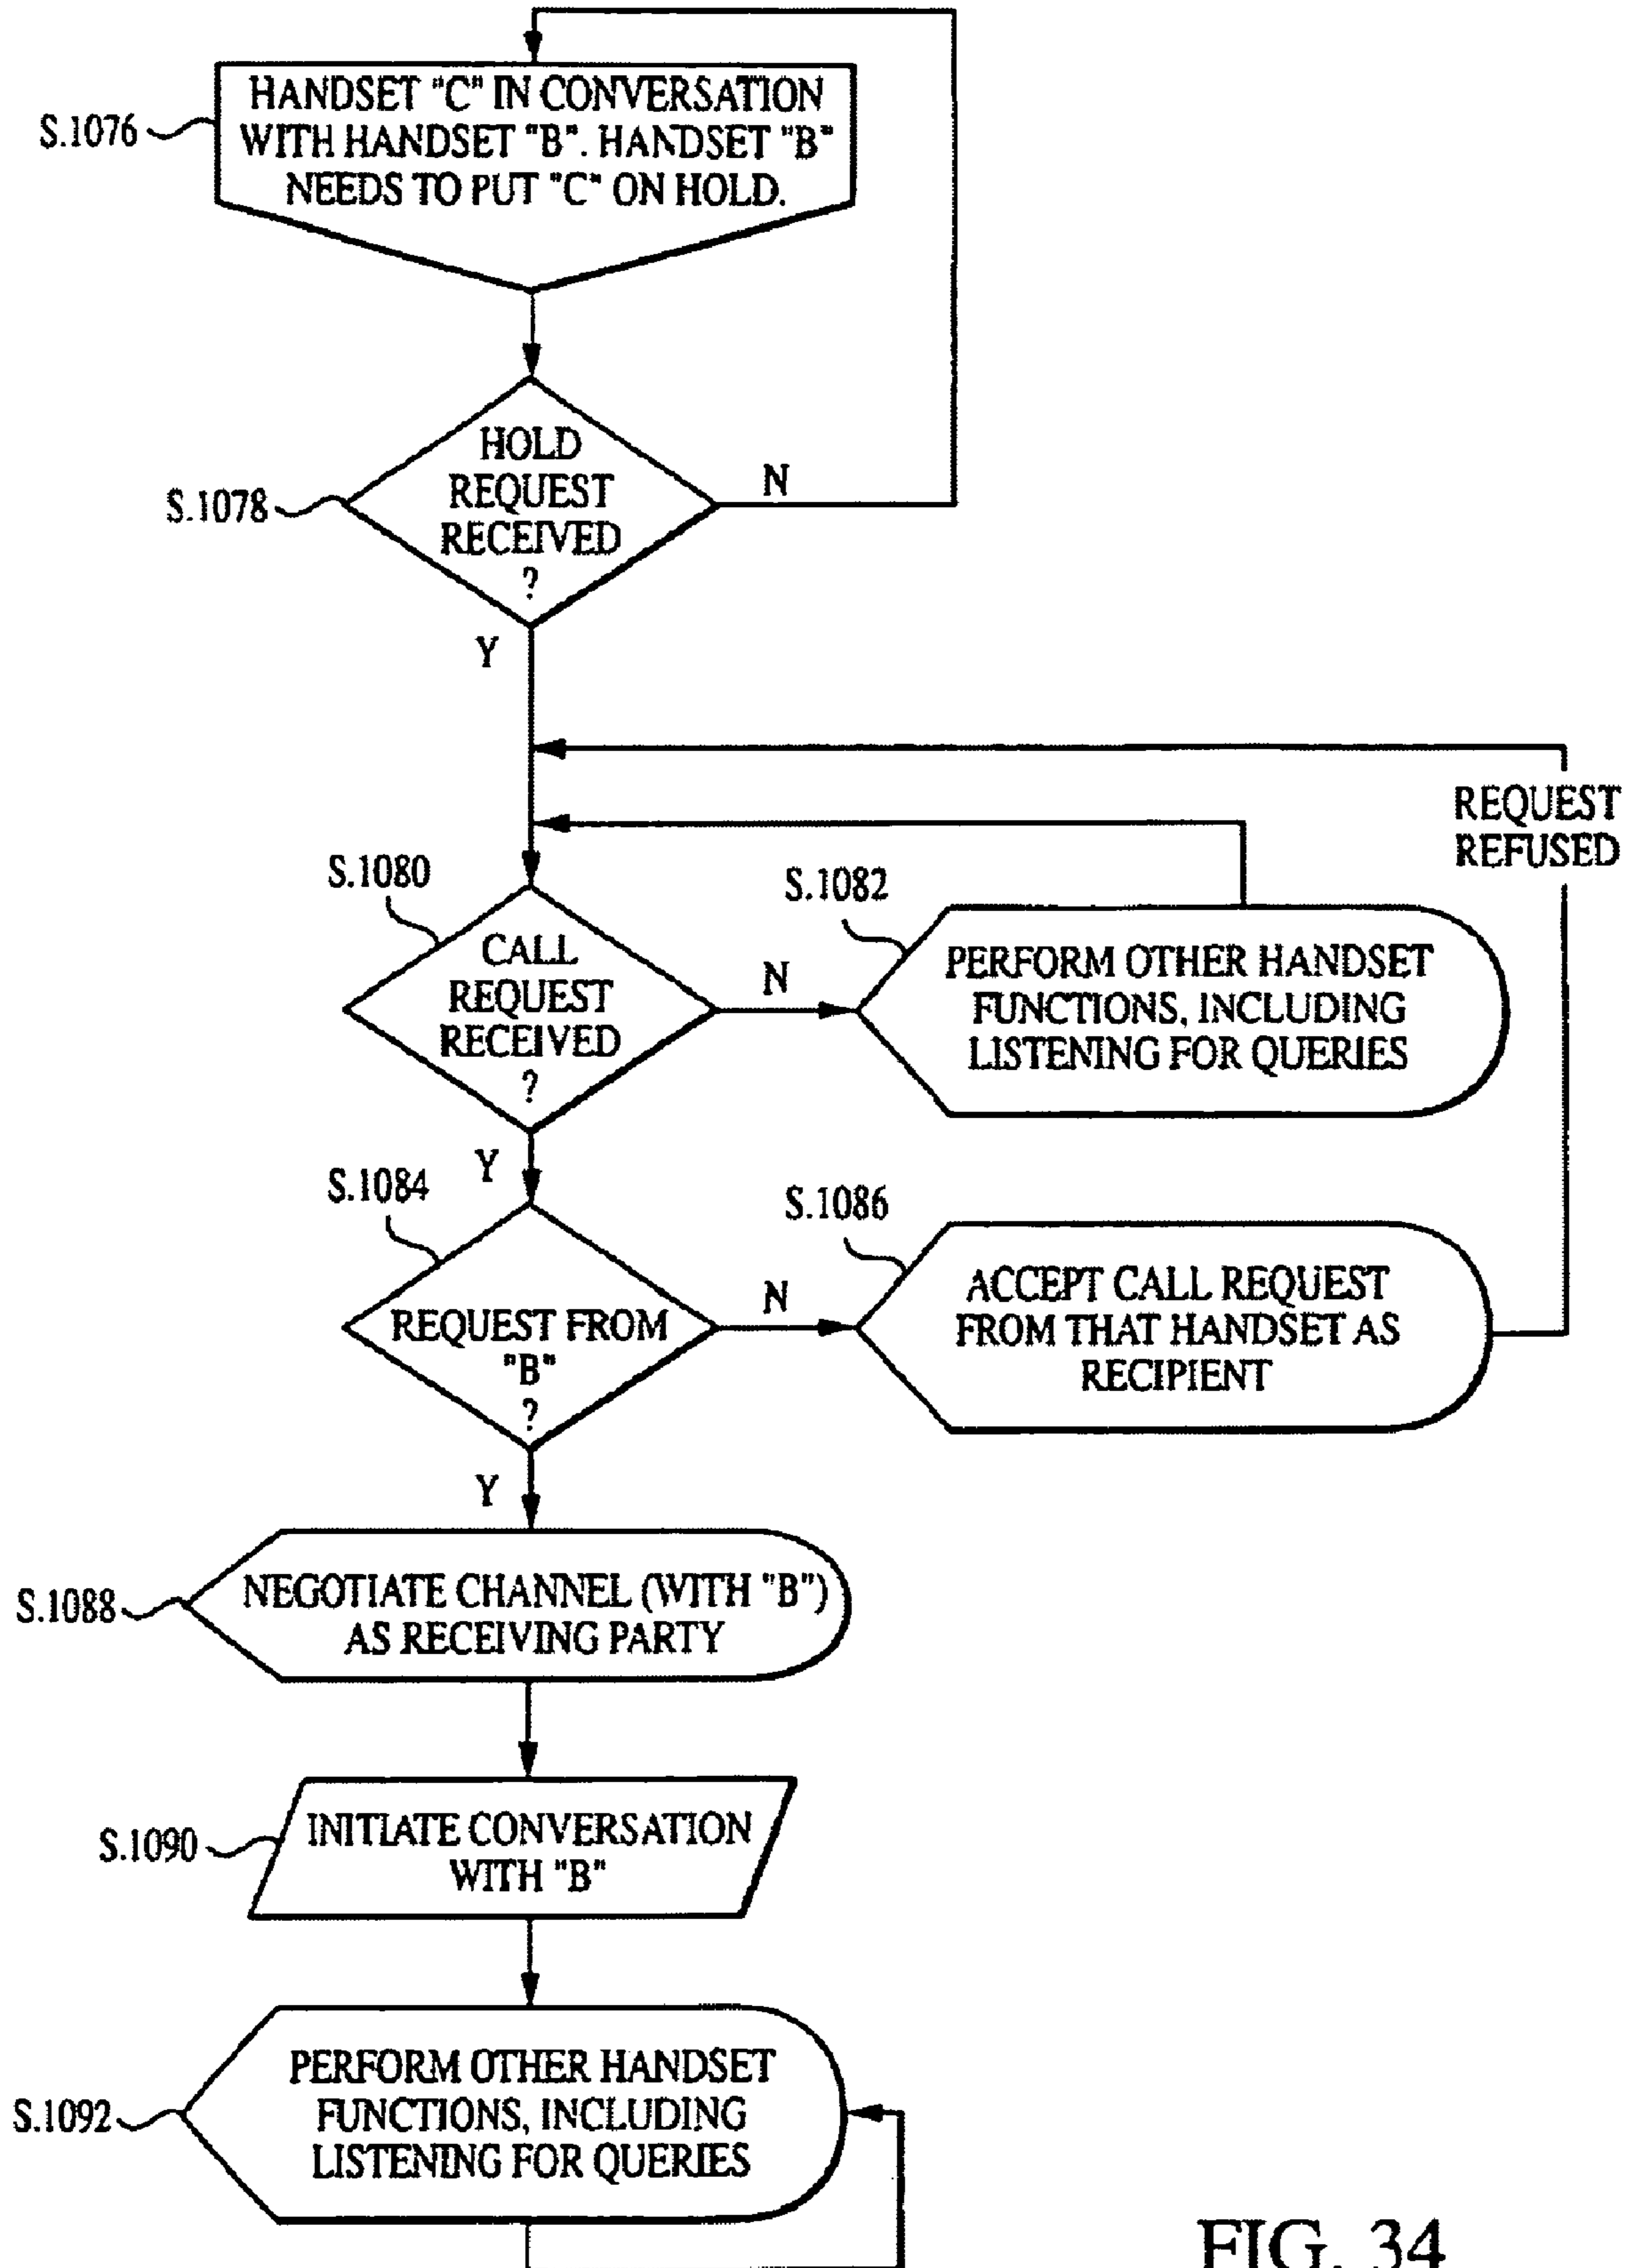 S.1076
HANDSET "C" IN CONVERSATION
WITH HANDSET "B". HANDSET "B"
NEEDS TO PUT "C" ON HOLD.
S.1078
HOLD
REQUEST
RECEIVED
?
N
Y
REQUEST
REFUSED
S.1080
CALL
REQUEST
RECEIVED
?
N
S.1082
PERFORM OTHER HANDSET
FUNCTIONS, INCLUDING
LISTENING FOR QUERIES
Y
S.1084
REQUEST FROM
"B"
?
N
S.1086
ACCEPT CALL REQUEST
FROM THAT HANDSET AS
RECIPIENT
Y
S.1088
NEGOTIATE CHANNEL (WITH "B")
AS RECEIVING PARTY
S.1090
INITIATE CONVERSATION
WITH "B"
S.1092
PERFORM OTHER HANDSET
FUNCTIONS, INCLUDING
LISTENING FOR QUERIES
FIG. 34